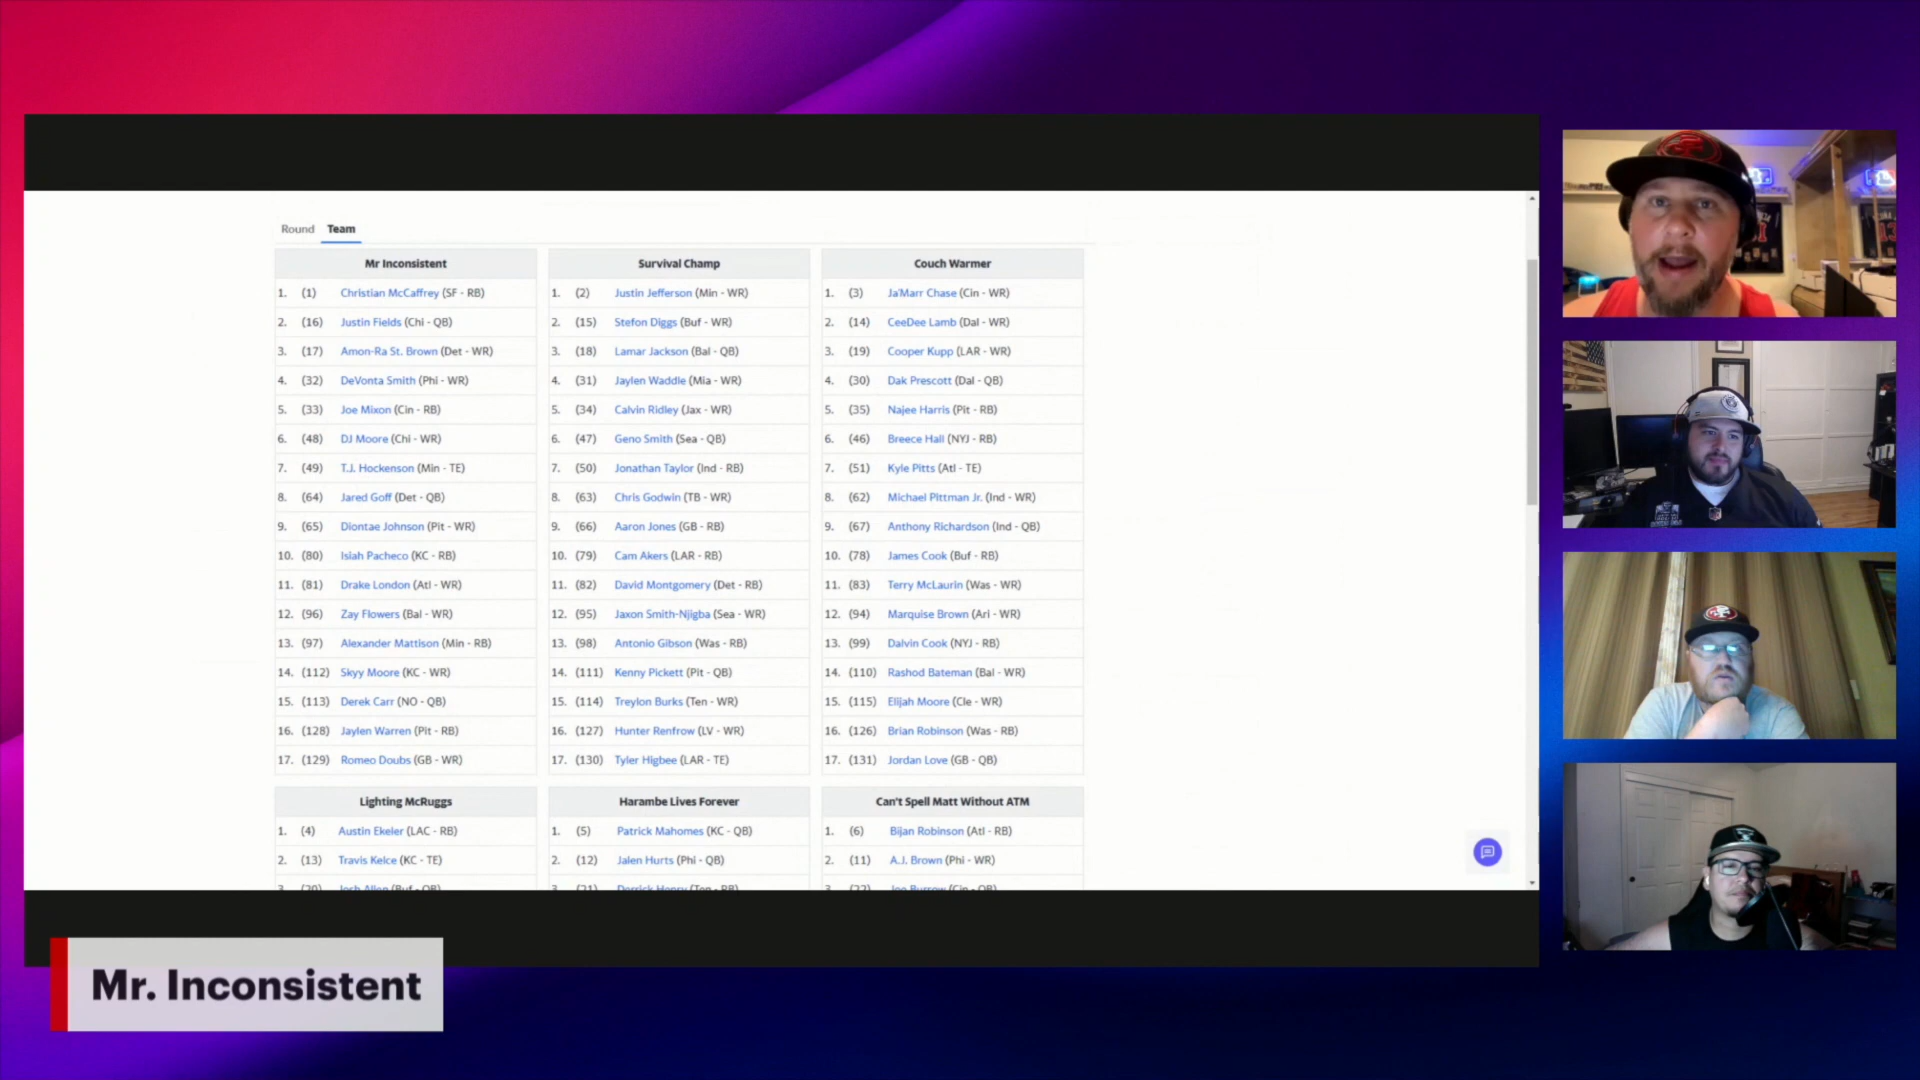 Round Team
Mr Inconsistent
1. (1) Christian McCaffrey (SF - RB)
2. (16) Justin Fields (Chi - QB)
3. (17) Amon-Ra St. Brown (Det - WR)
4. (32) DeVonta Smith (Phi - WR)
5. (33) Joe Mixon (Cin - RB)
6. (48) DJ Moore (Chi - WR)
7. (49) T.J. Hockenson (Min - TE)
8. (64) Jared Goff (Det - QB)
9. (65) Diontae Johnson (Pit - WR)
10. (80) Isiah Pacheco (KC - RB)
11. (81) Drake London (Atl - WR)
12. (96) Zay Flowers (Bal - WR)
13. (97) Alexander Mattison (Min - RB)
14. (112) Skyy Moore (KC - WR)
15. (113) Derek Carr (NO - QB)
16. (128) Jaylen Warren (Pit - RB)
17. (129) Romeo Doubs (GB - WR)
Survival Champ
1. (2) Justin Jefferson (Min - WR)
2. (15) Stefon Diggs (Buf - WR)
3. (18) Lamar Jackson (Bal - QB)
4. (31) Jaylen Waddle (Mia - WR)
5. (34) Calvin Ridley (Jax - WR)
6. (47) Geno Smith (Sea - QB)
7. (50) Jonathan Taylor (Ind - RB)
8. (63) Chris Godwin (TB - WR)
9. (66) Aaron Jones (GB - RB)
10. (79) Cam Akers (LAR - RB)
11. (82) David Montgomery (Det - RB)
12. (95) Jaxon Smith-Njigba (Sea - WR)
13. (98) Antonio Gibson (Was - RB)
14. (111) Kenny Pickett (Pit - QB)
15. (114) Treylon Burks (Ten - WR)
16. (127) Hunter Renfrow (LV - WR)
17. (130) Tyler Higbee (LAR - TE)
Couch Warmer
1. (3) Ja'Marr Chase (Cin - WR)
2. (14) CeeDee Lamb (Dal - WR)
3. (19) Cooper Kupp (LAR - WR)
4. (30) Dak Prescott (Dal - QB)
5. (35) Najee Harris (Pit - RB)
6. (46) Breece Hall (NYJ - RB)
7. (51) Kyle Pitts (Atl - TE)
8. (62) Michael Pittman Jr. (Ind - WR)
9. (67) Anthony Richardson (Ind - QB)
10. (78) James Cook (Buf - RB)
11. (83) Terry McLaurin (Was - WR)
12. (94) Marquise Brown (Ari - WR)
13. (99) Dalvin Cook (NYJ - RB)
14. (110) Rashod Bateman (Bal - WR)
15. (115) Elijah Moore (Cle - WR)
16. (126) Brian Robinson (Was - RB)
17. (131) Jordan Love (GB - QB)
Lighting McRuggs
1. (4) Austin Ekeler (LAC - RB)
2. (13) Travis Kelce (KC - TE)
3. (20) Josh Allen (Buf - QB)
Harambe Lives Forever
1. (5) Patrick Mahomes (KC - QB)
2. (12) Jalen Hurts (Phi - QB)
3. (21) Derrick Henry (Ten - RB)
Can't Spell Matt Without ATM
1. (6) Bijan Robinson (Atl - RB)
2. (11) A.J. Brown (Phi - WR)
3. (22) Joe Burrow (Cin - QB)
Mr. Inconsistent